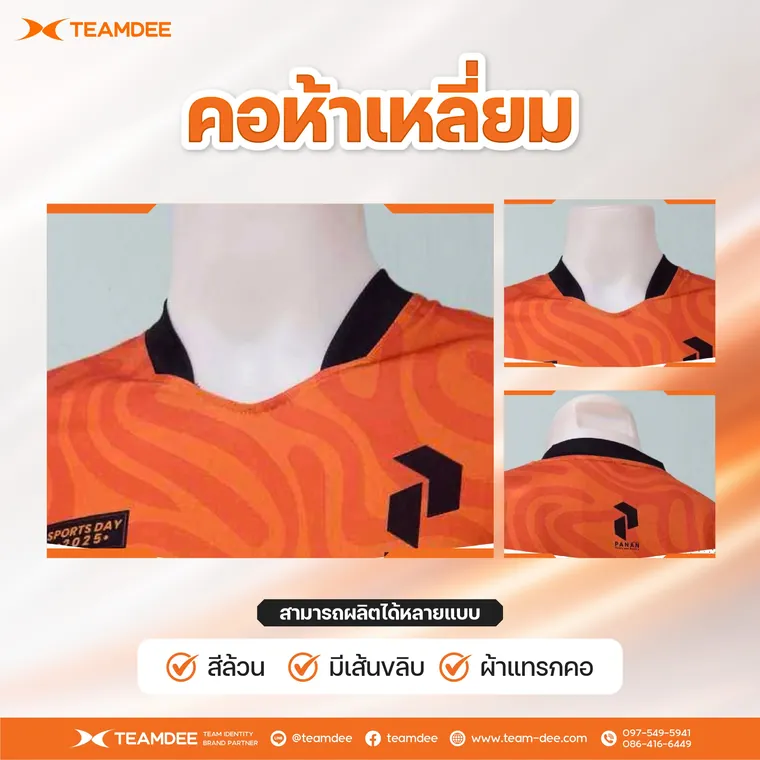 TEAMDEE
คอห้าเหลี่ยม
SPORTS DAY
•2025•
PANAN
สามารถผลิตได้หลายแบบ
สีล้วน มีเส้นขลิบ ผ้าแทรกคอ
TEAMDEE TEAM IDENTITY
BRAND PARTNER
@teamdee teamdee www.team-dee.com 097-549-5941
086-416-6449